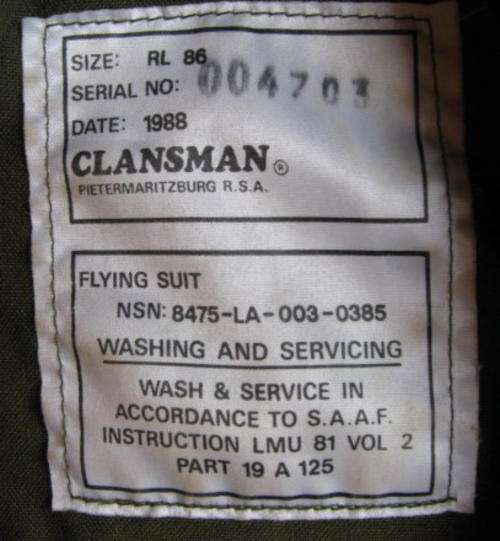 SIZE: RL 86
SERIAL NO: 004703
DATE: 1988
CLANSMAN ®
PIETERMARITZBURG R.S.A.
FLYING SUIT
NSN: 8475-LA-003-0385
WASHING AND SERVICING
WASH & SERVICE IN
ACCORDANCE TO S.A.A.F.
INSTRUCTION LMU 81 VOL 2
PART 19 A 125